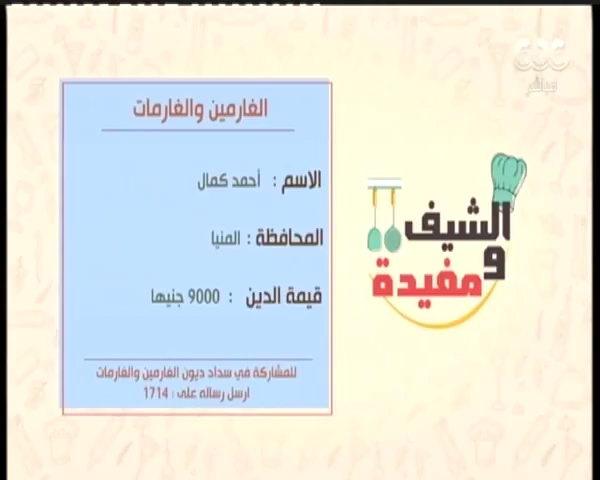 cbc
مباشر
الغارمين والغارمات
الاسم : أحمد كمال
المحافظة : المنيا
قيمة الدين : 9000 جنيها
للمشاركة في سداد ديون الغارمين والغارمات
ارسل رساله على : 1714
الشيف
و
مفيدة